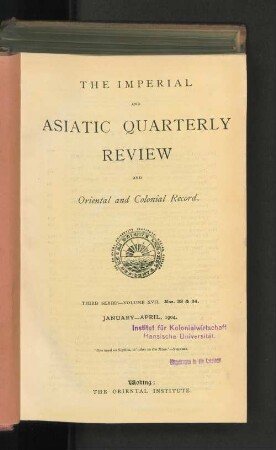 THE IMPERIAL
AND
ASIATIC QUARTERLY
REVIEW
AND
Oriental and Colonial Record.
THIRD SERIES—VOLUME XVII. Nos. 33 & 34.
JANUARY—APRIL, 1904.
Institut für Kolonialwirtschaft
Hansische Universität.
Woking:
THE ORIENTAL INSTITUTE.